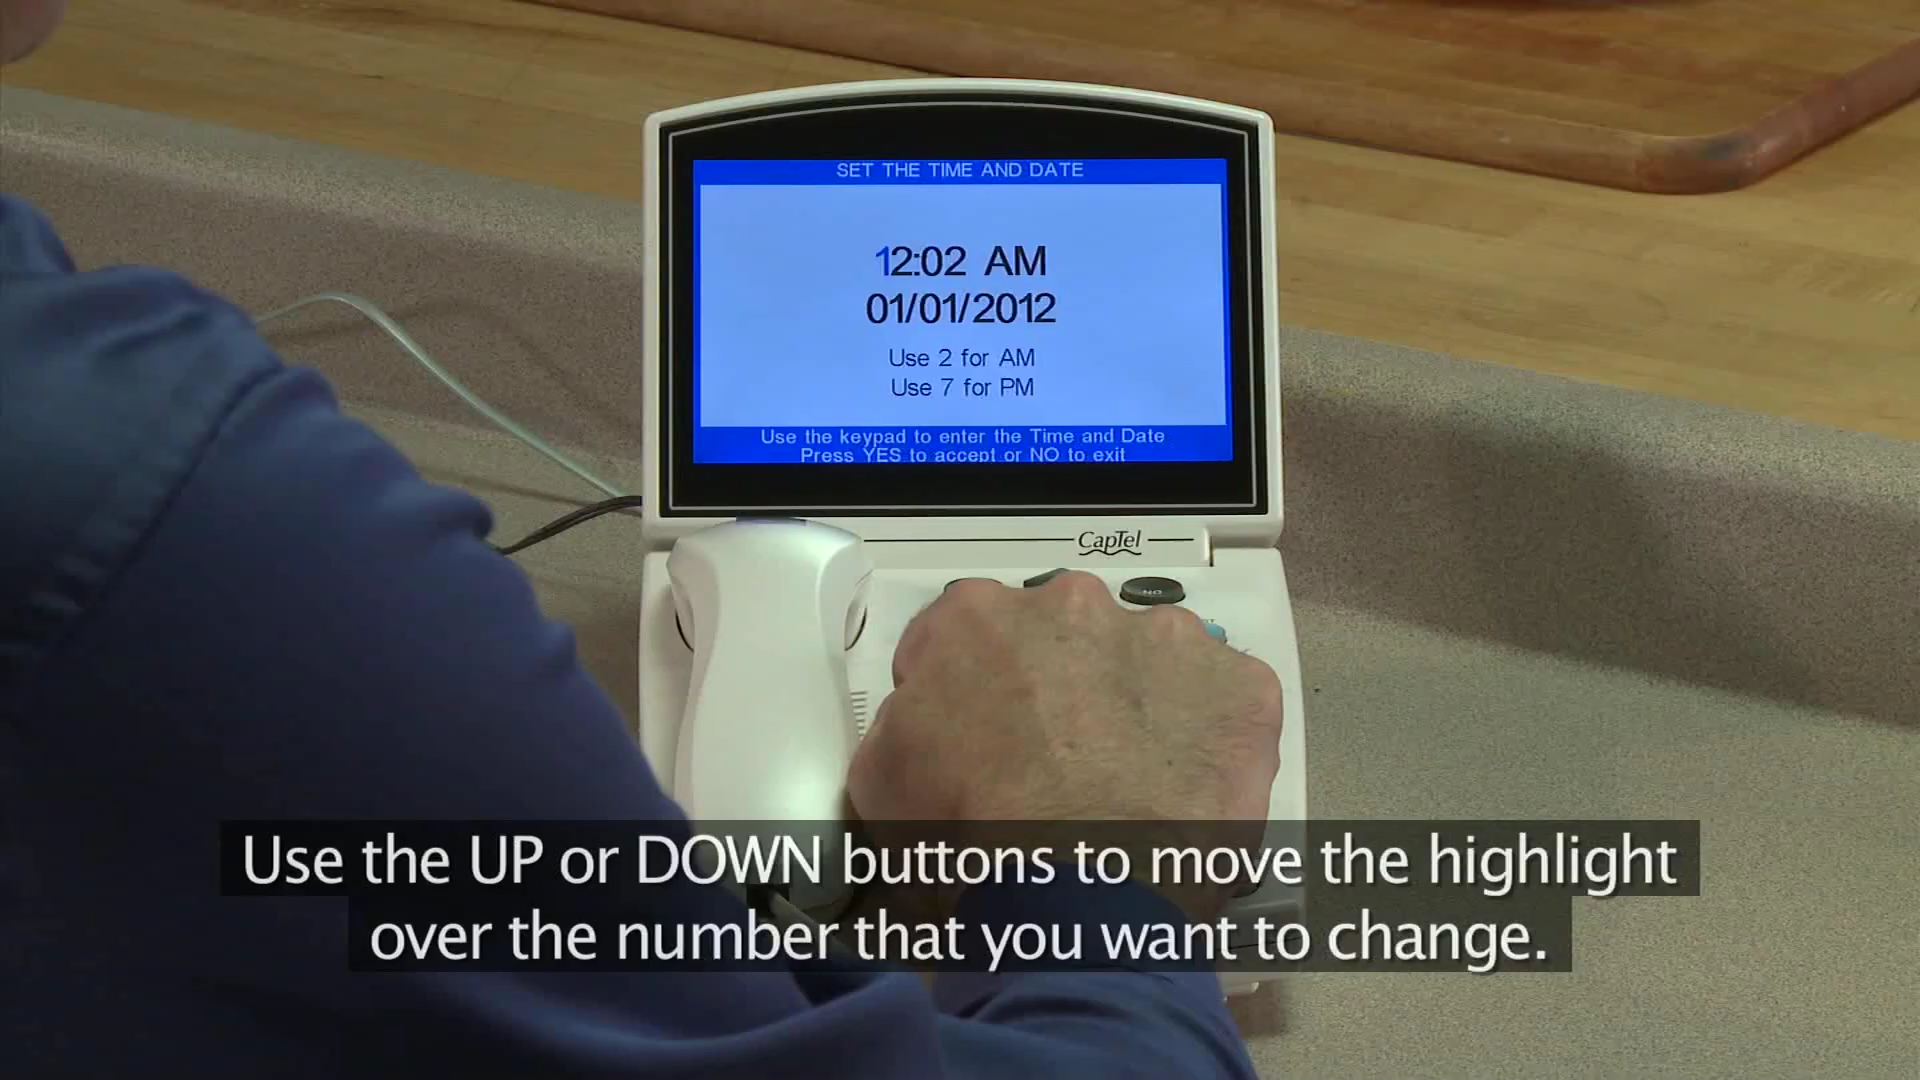 SET THE TIME AND DATE
12:02 AM
01/01/2012
Use 2 for AM
Use 7 for PM
Use the keypad to enter the Time and Date
Press YES to accept or NO to exit
CapTel
NO
Use the UP or DOWN buttons to move the highlight
over the number that you want to change.